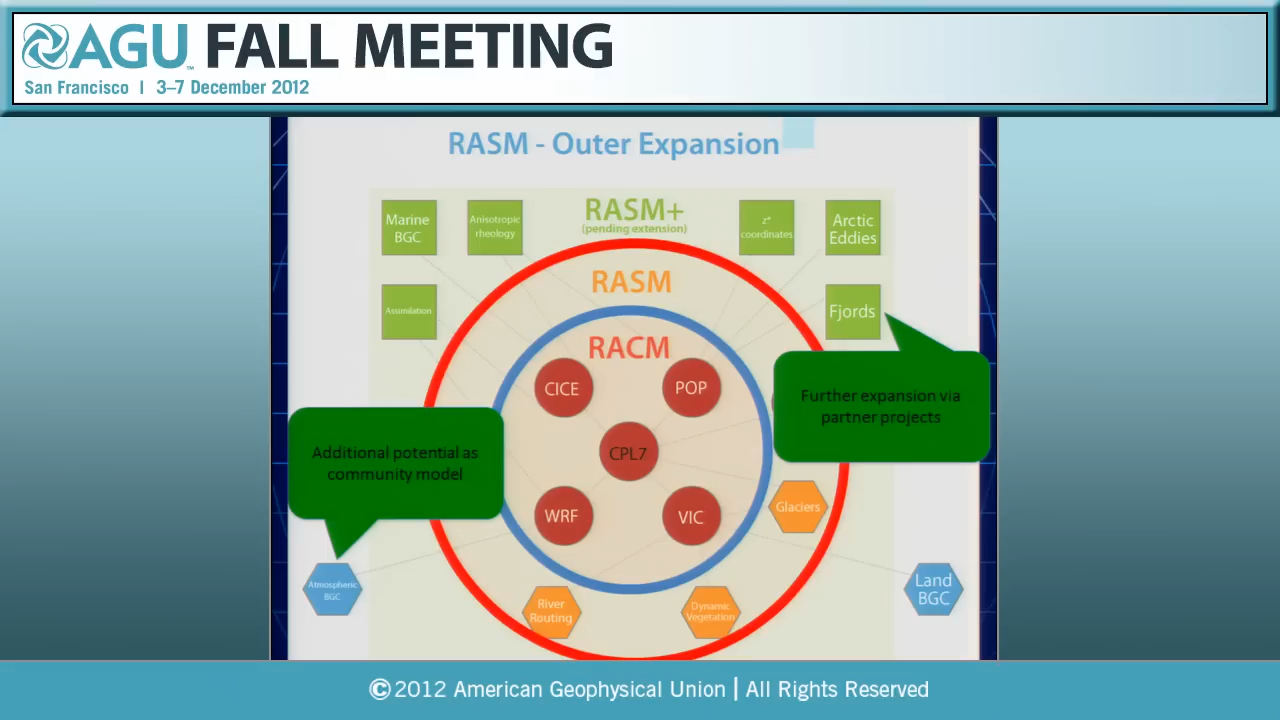 AGU FALL MEETING
San Francisco | 3–7 December 2012
RASM - Outer Expansion
RASM+
(pending extension)
Marine
BGC
Anisotropic
rheology
z*
coordinates
Arctic
Eddies
Assimilation
Fjords
RASM
RACM
CICE
POP
CPL7
WRF
VIC
Further expansion via
partner projects
Additional potential as
community model
Glaciers
Atmospheric
BGC
Land
BGC
River
Routing
Dynamic
Vegetation
©2012 American Geophysical Union | All Rights Reserved